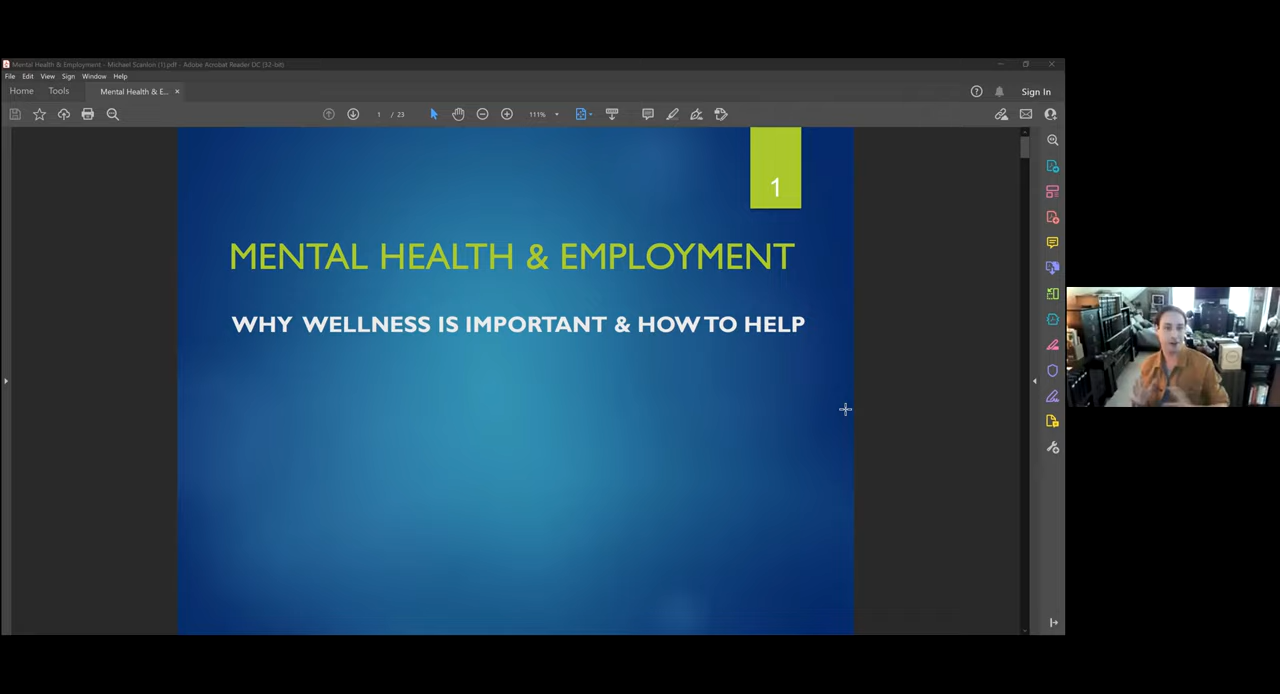 Mental Health & Employment - Michael Scanlon (1).pdf - Adobe Acrobat Reader DC (32-bit)
File Edit View Sign Window Help
Home Tools Mental Health & E... × Sign In
1 / 23 111%
1
MENTAL HEALTH & EMPLOYMENT
WHY WELLNESS IS IMPORTANT & HOW TO HELP